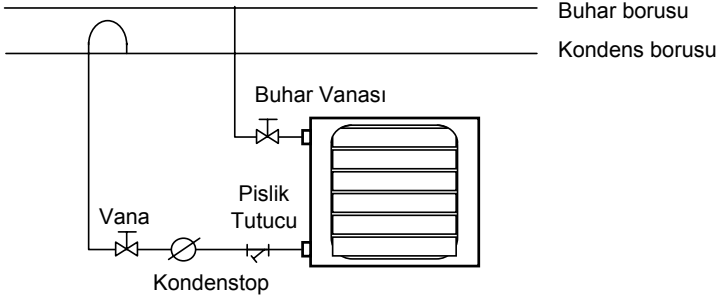 Buhar borusu
Kondens borusu
Buhar Vanası
Pislik
Tutucu
Vana
Kondenstop